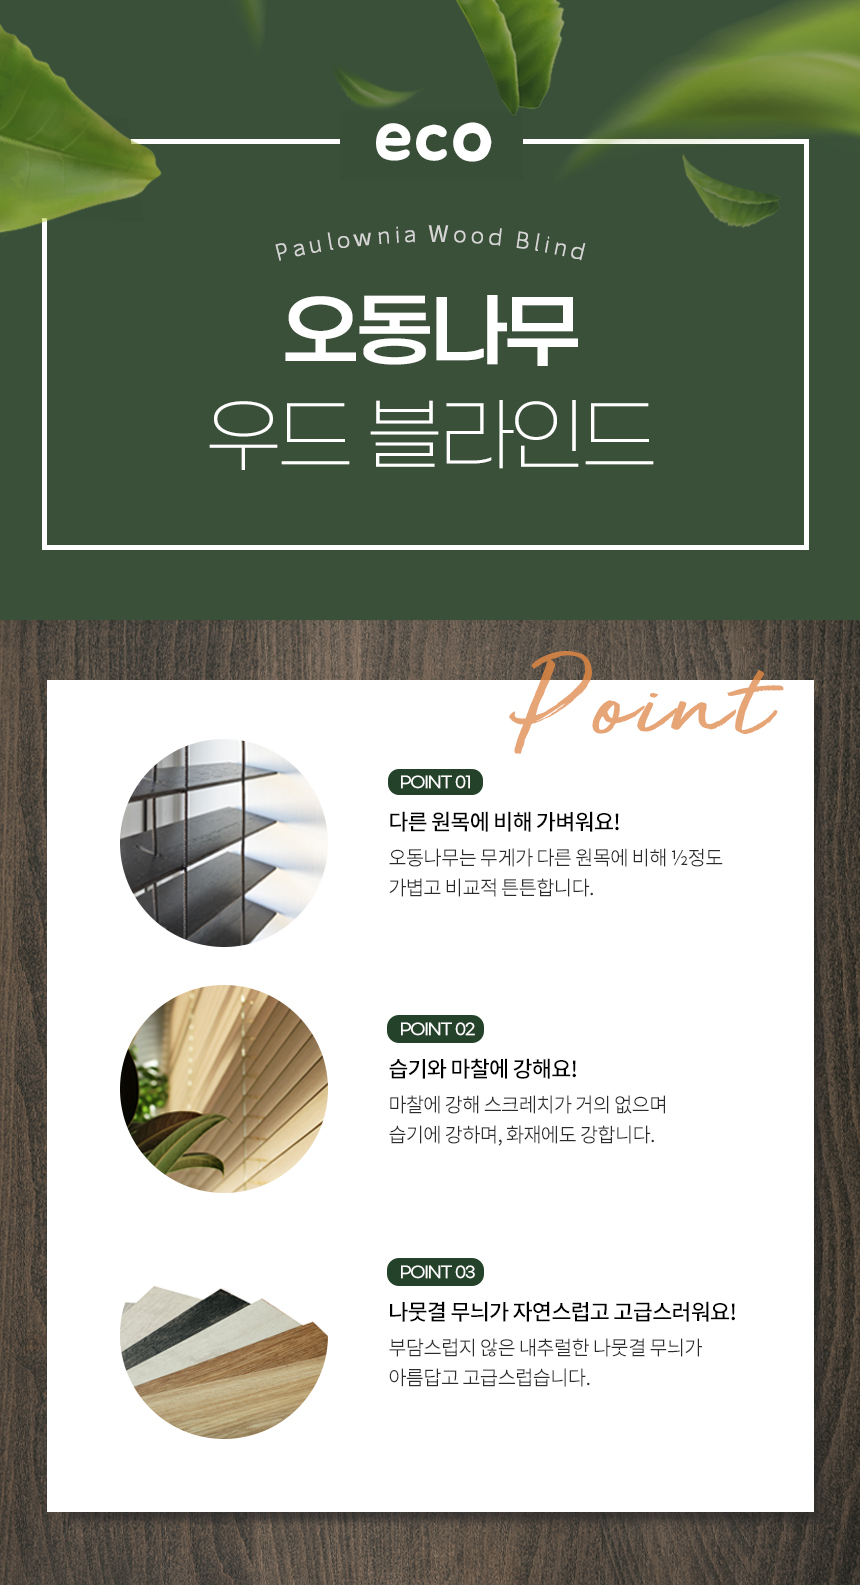 eco
Paulownia Wood Blind
오동나무
우드 블라인드
Point
POINT 01
다른 원목에 비해 가벼워요!
오동나무는 무게가 다른 원목에 비해 ½정도
가볍고 비교적 튼튼합니다.
POINT 02
습기와 마찰에 강해요!
마찰에 강해 스크레치가 거의 없으며
습기에 강하며, 화재에도 강합니다.
POINT 03
나뭇결 무늬가 자연스럽고 고급스러워요!
부담스럽지 않은 내추럴한 나뭇결 무늬가
아름답고 고급스럽습니다.